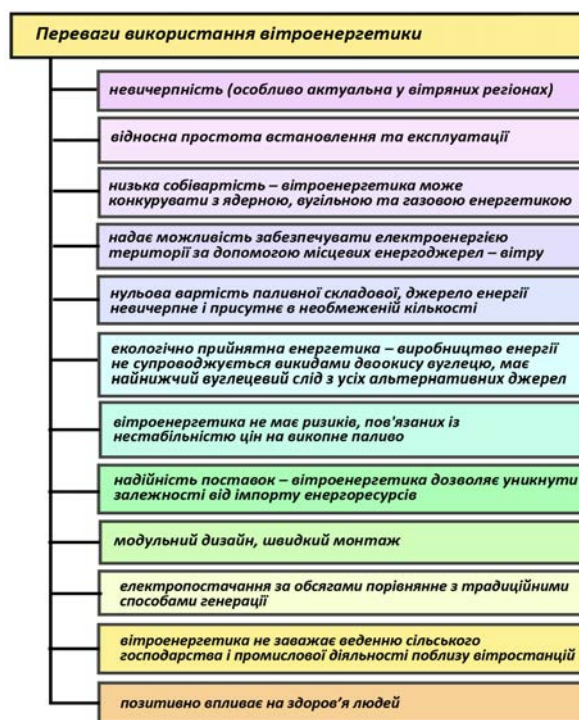 Переваги використання вітроенергетики
невичерпність (особливо актуальна у вітряних регіонах)
відносна простота встановлення та експлуатації
низька собівартість – вітроенергетика може
конкурувати з ядерною, вугільною та газовою енергетикою
надає можливість забезпечувати електроенергією
території за допомогою місцевих енергоджерел – вітру
нульова вартість паливної складової, джерело енергії
невичерпне і присутнє в необмеженій кількості
екологічно прийнятна енергетика – виробництво енергії
не супроводжується викидами двоокису вуглецю, має
найнижчий вуглецевий слід з усіх альтернативних джерел
вітроенергетика не має ризиків, пов'язаних із
нестабільністю цін на викопне паливо
надійність поставок – вітроенергетика дозволяє уникнути
залежності від імпорту енергоресурсів
модульний дизайн, швидкий монтаж
електропостачання за обсягами порівнянне з традиційними
способами генерації
вітроенергетика не заважає веденню сільського
господарства і промислової діяльності поблизу вітростанцій
позитивно впливає на здоров’я людей